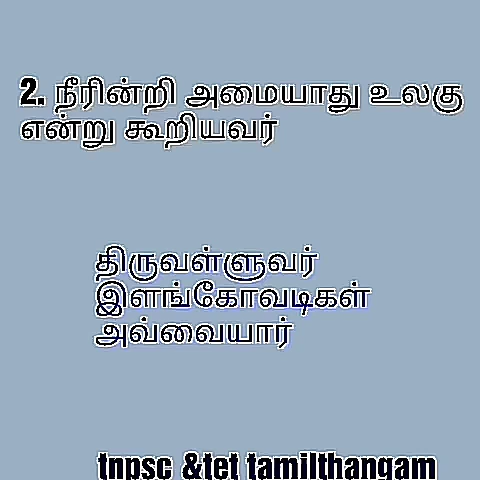 2. நீரின்றி அமையாது உலகு
என்று கூறியவர்
திருவள்ளுவர்
இளங்கோவடிகள்
அவ்வையார்
tnpsc &tet tamilthangam